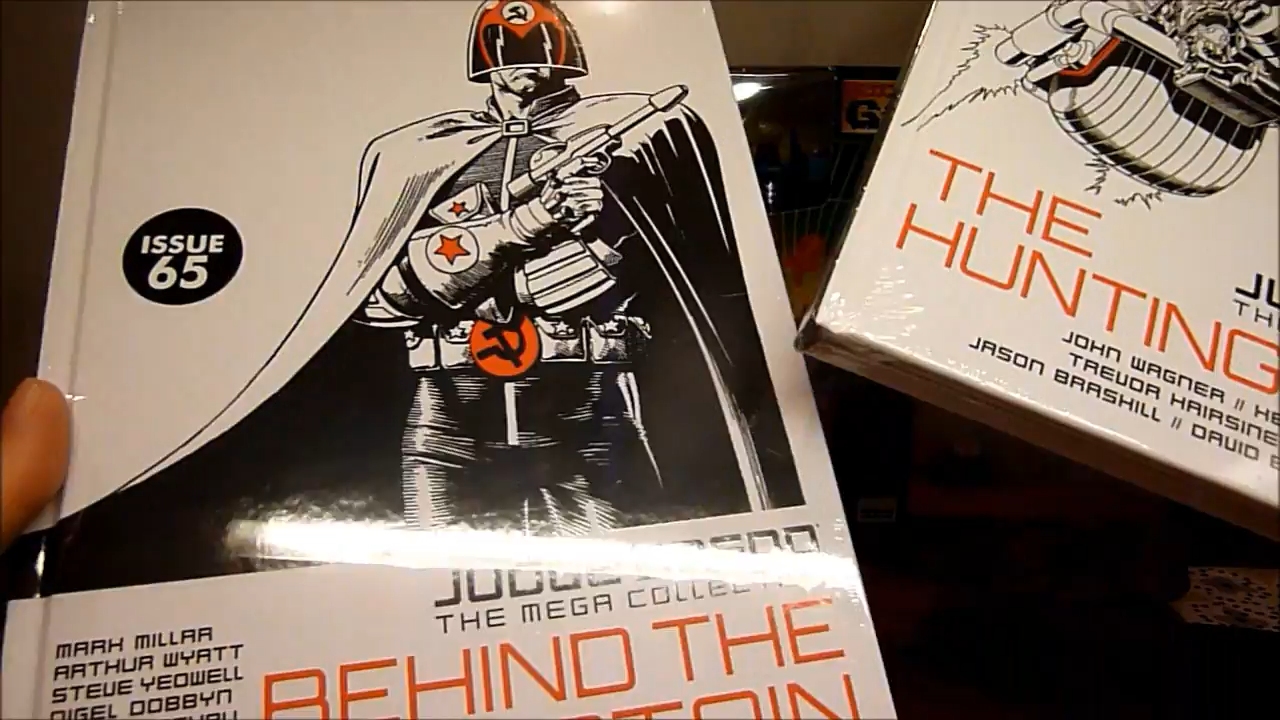 ISSUE
65
THE MEGA COLLECTION
MARK MILLAR
ARTHUR WYATT
STEVE YEOWELL
NIGEL DOBBYN
BEHIND THE
THE
HUNTING
JOHN WAGNER //
TREVOR HAIRSINE
JASON BRASHILL // DAVID